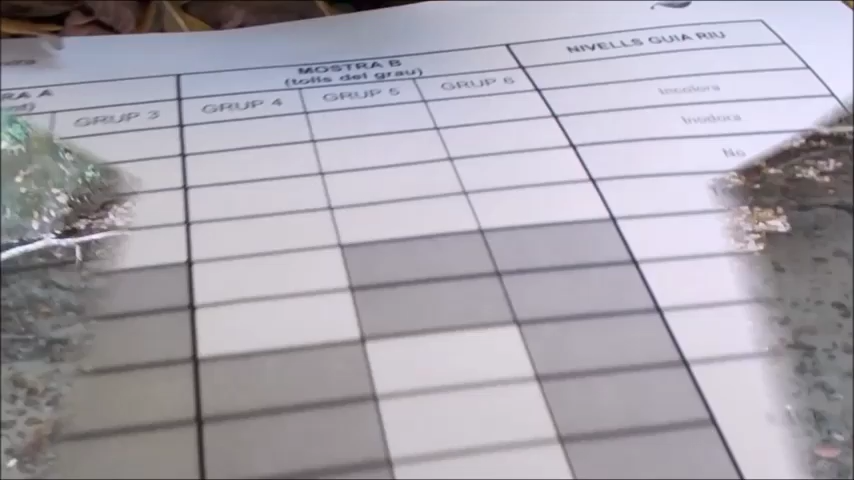 MOSTRA B
(tolls del grau)
NIVELLS GUIA RIU
GRUP 3
GRUP 4
GRUP 5
GRUP 6
Incolora
Inodora
No